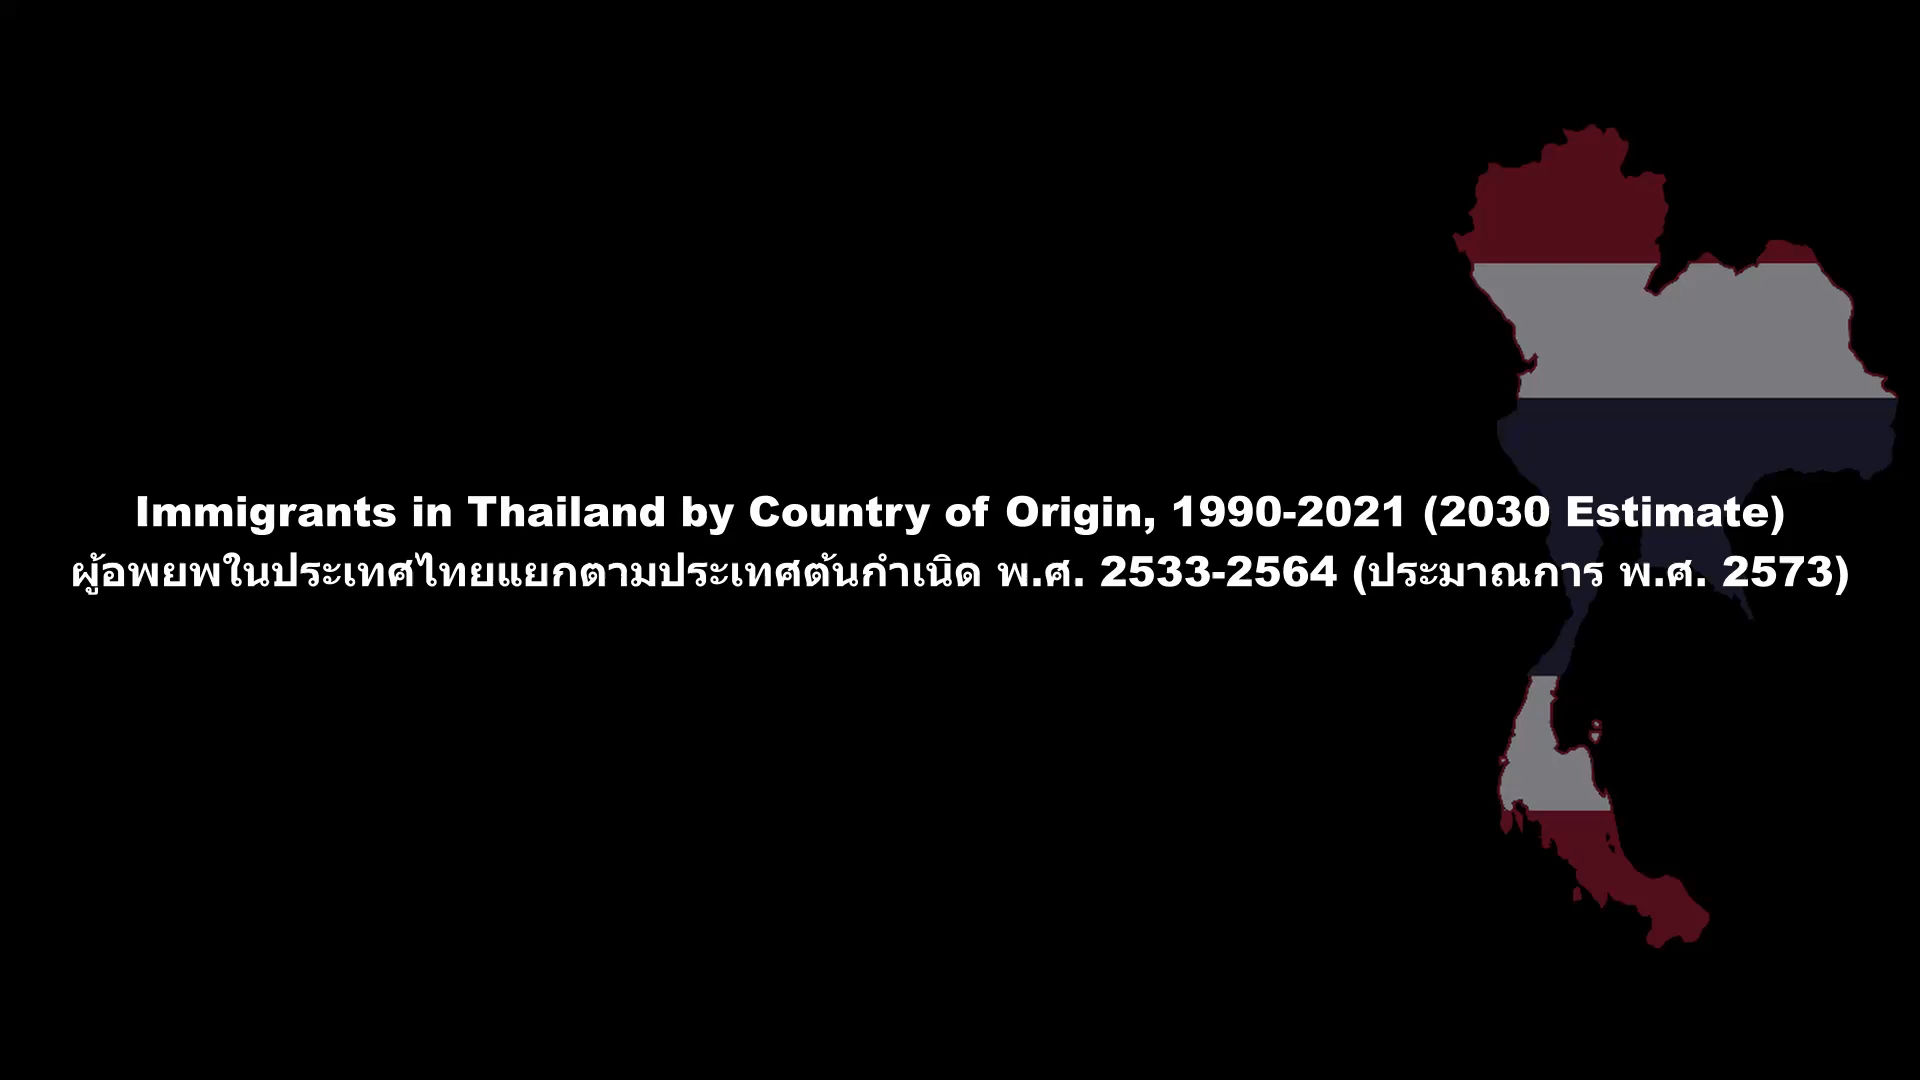 Immigrants in Thailand by Country of Origin, 1990-2021 (2030 Estimate)
ผู้อพยพในประเทศไทยแยกตามประเทศต้นกำเนิด พ.ศ. 2533-2564 (ประมาณการ พ.ศ. 2573)